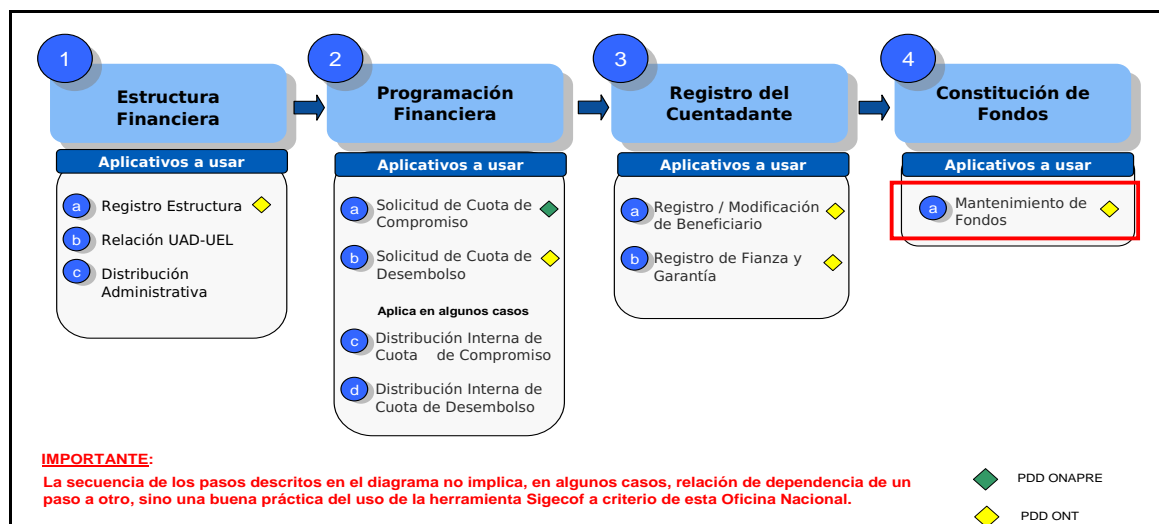 1
Estructura
Financiera
Aplicativos a usar
a Registro Estructura
b Relación UAD-UEL
c Distribución
Administrativa
2
Programación
Financiera
Aplicativos a usar
a Solicitud de Cuota de
Compromiso
b Solicitud de Cuota de
Desembolso
Aplica en algunos casos
c Distribución Interna de
Cuota de Compromiso
d Distribución Interna de
Cuota de Desembolso
3
Registro del
Cuentadante
Aplicativos a usar
a Registro / Modificación
de Beneficiario
b Registro de Fianza y
Garantía
4
Constitución de
Fondos
Aplicativos a usar
a Mantenimiento de
Fondos
IMPORTANTE:
La secuencia de los pasos descritos en el diagrama no implica, en algunos casos, relación de dependencia de un
paso a otro, sino una buena práctica del uso de la herramienta Sigecof a criterio de esta Oficina Nacional.
PDD ONAPRE
PDD ONT